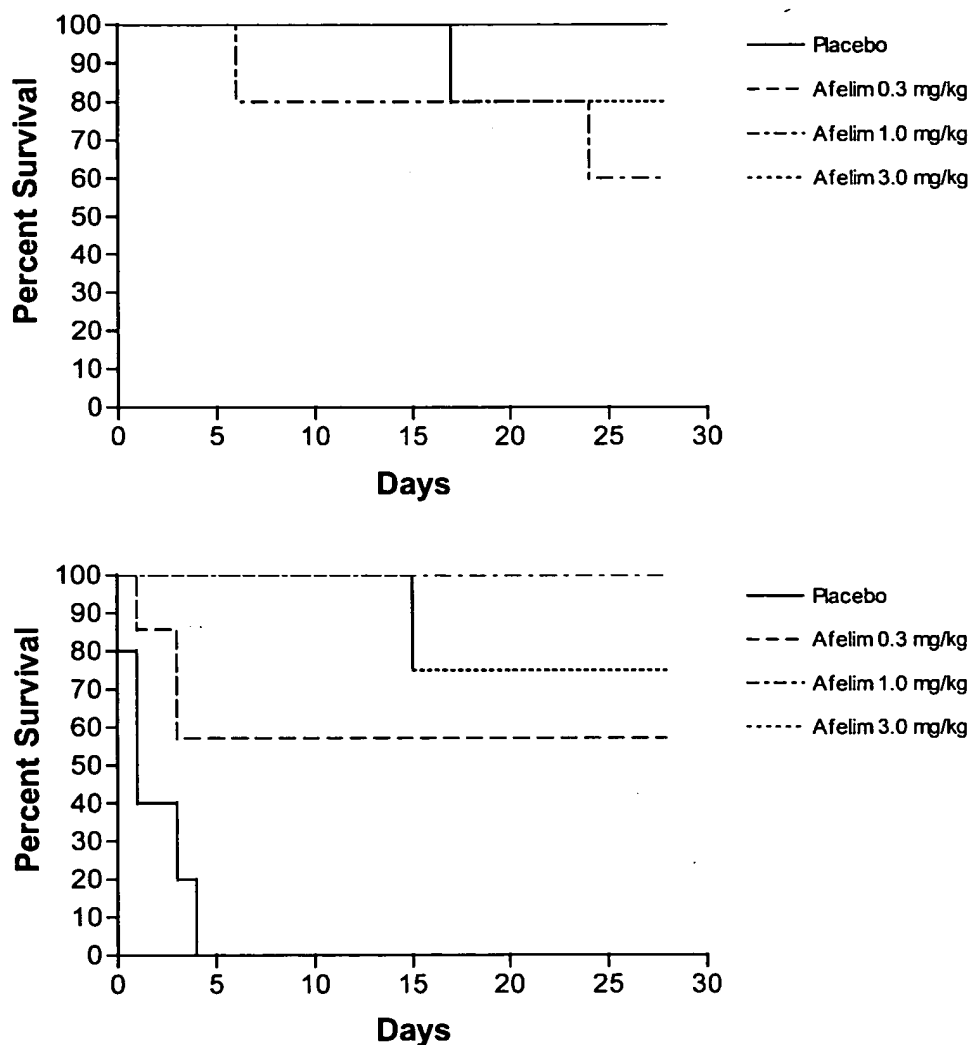 Percent Survival
100
90
80
70
60
50
40
30
20
10
0
0 5 10 15 20 25 30
Days
Placebo
Afelim 0.3 mg/kg
Afelim 1.0 mg/kg
Afelim 3.0 mg/kg
Percent Survival
100
90
80
70
60
50
40
30
20
10
0
0 5 10 15 20 25 30
Days
Placebo
Afelim 0.3 mg/kg
Afelim 1.0 mg/kg
Afelim 3.0 mg/kg